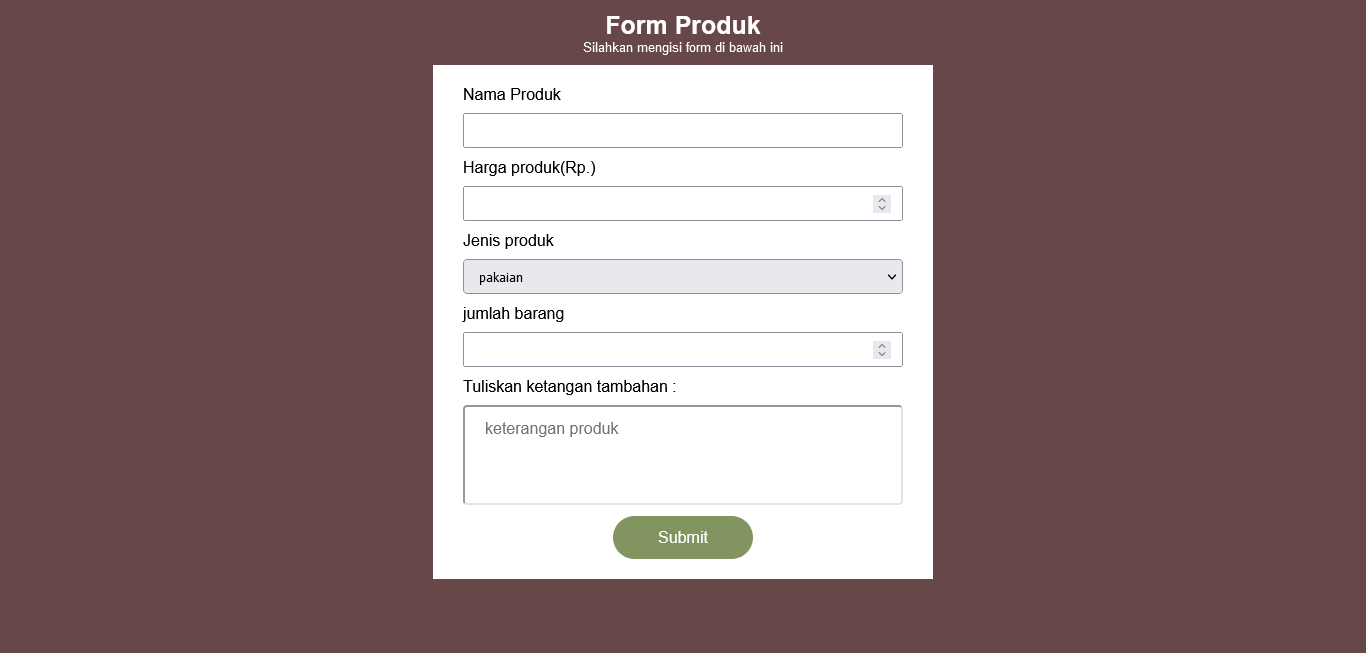 Form Produk
Silahkan mengisi form di bawah ini
Nama Produk
Harga produk(Rp.)
Jenis produk
pakaian
jumlah barang
Tuliskan ketangan tambahan :
keterangan produk
Submit